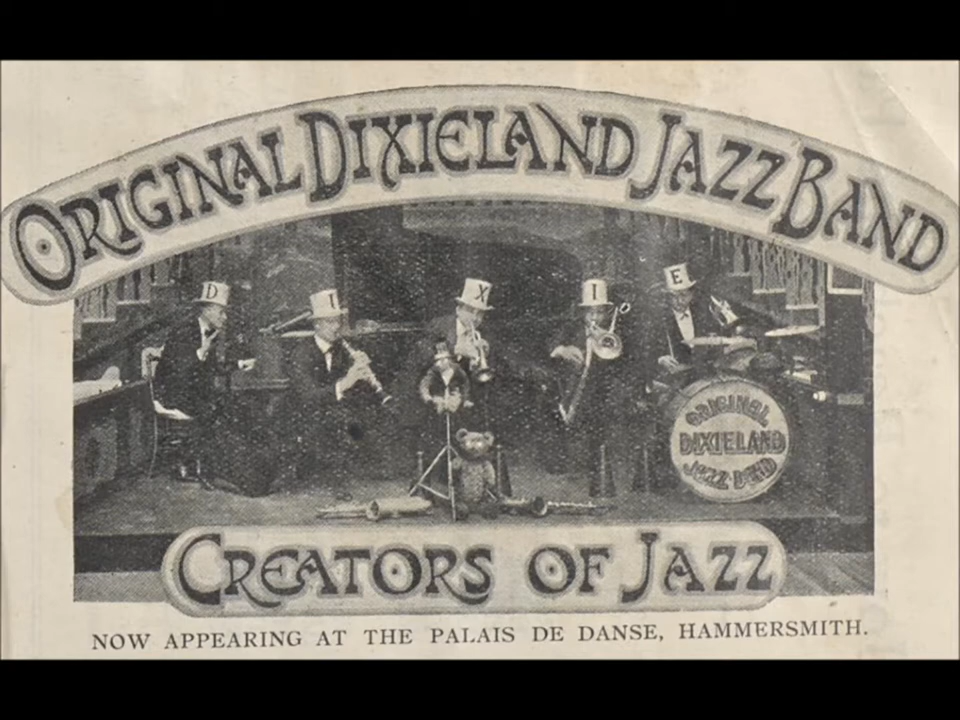 ORIGINAL DIXIELAND JAZZ BAND
D I X I E
ORIGINAL
DIXIELAND
JAZZ BAND
CREATORS OF JAZZ
NOW APPEARING AT THE PALAIS DE DANSE, HAMMERSMITH.